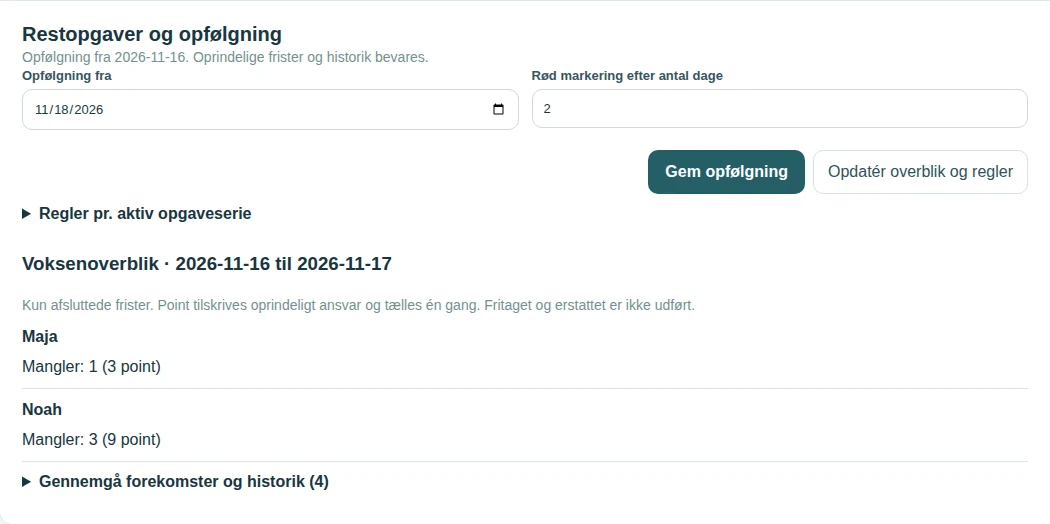 Restopgaver og opfølgning
Opfølgning fra 2026-11-16. Oprindelige frister og historik bevares.
Opfølgning fra
Rød markering efter antal dage
11/18/2026
2
Gem opfølgning
Opdatér overblik og regler
Regler pr. aktiv opgaveserie
Voksenoverblik · 2026-11-16 til 2026-11-17
Kun afsluttede frister. Point tilskrives oprindeligt ansvar og tælles én gang. Fritaget og erstattet er ikke udført.
Maja
Mangler: 1 (3 point)
Noah
Mangler: 3 (9 point)
Gennemgå forekomster og historik (4)